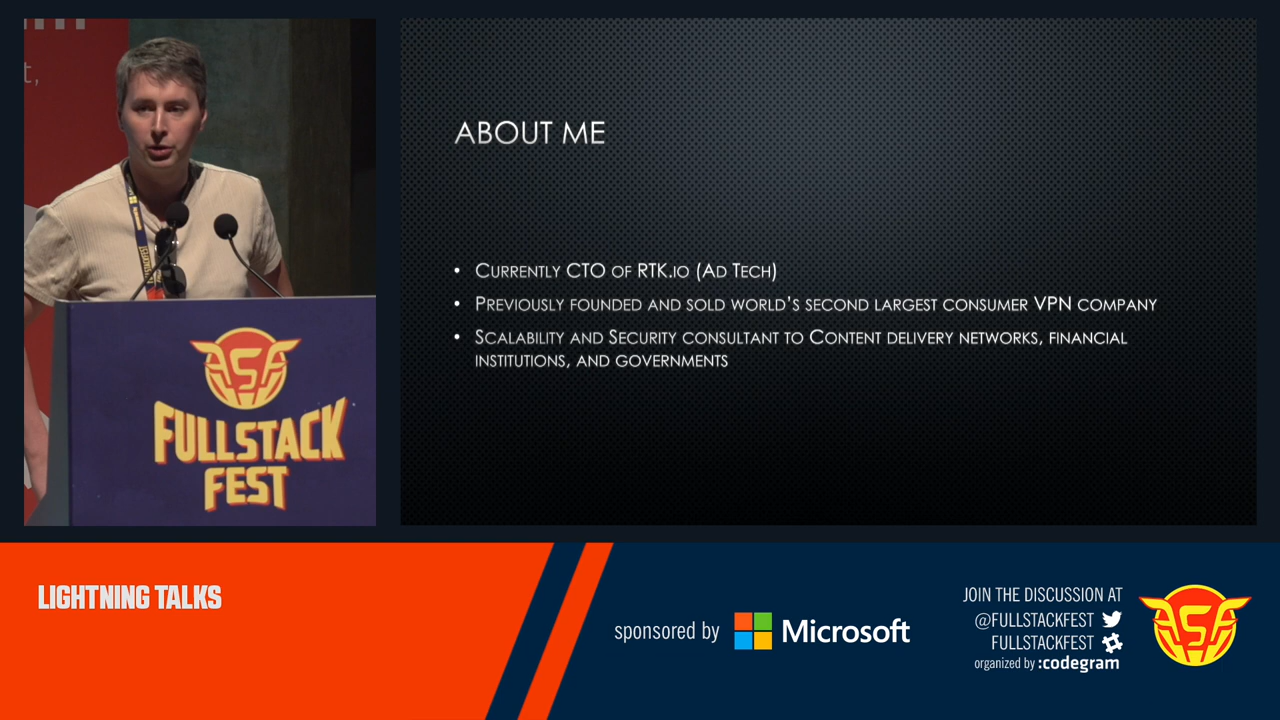 t,
FULLSTACK
FEST
ABOUT ME
• CURRENTLY CTO OF RTK.IO (AD TECH)
• PREVIOUSLY FOUNDED AND SOLD WORLD'S SECOND LARGEST CONSUMER VPN COMPANY
• SCALABILITY AND SECURITY CONSULTANT TO CONTENT DELIVERY NETWORKS, FINANCIAL
INSTITUTIONS, AND GOVERNMENTS
LIGHTNING TALKS
sponsored by Microsoft
JOIN THE DISCUSSION AT
@FULLSTACKFEST
FULLSTACKFEST
organized by :codegram